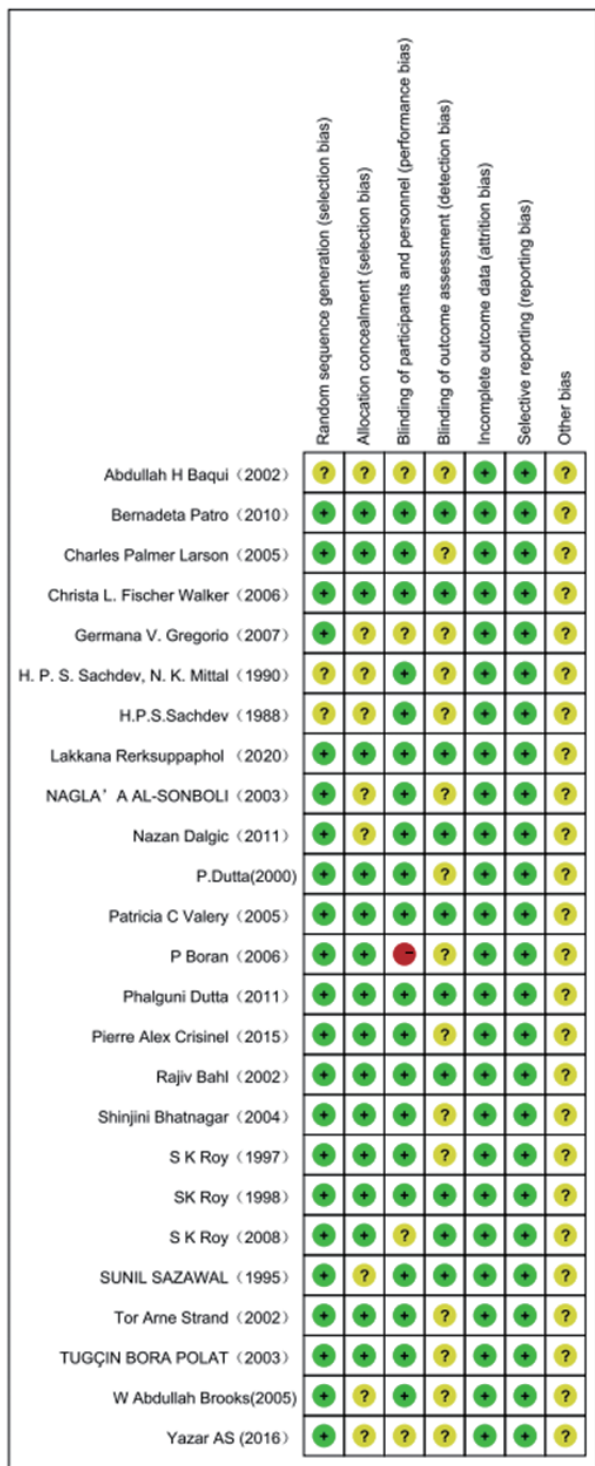 Random sequence generation (selection bias)
Allocation concealment (selection bias)
Blinding of participants and personnel (performance bias)
Blinding of outcome assessment (detection bias)
Incomplete outcome data (attrition bias)
Selective reporting (reporting bias)
Other bias
Abdullah H Baqui（2002） ? ? ? ? + + ?
Bernadeta Patro（2010） + + + + + + ?
Charles Palmer Larson（2005） + + + ? + + ?
Christa L. Fischer Walker（2006） + + + + + + ?
Germana V. Gregorio（2007） + ? ? ? + + ?
H. P. S. Sachdev, N. K. Mittal（1990） ? ? + ? + + ?
H.P.S.Sachdev（1988） ? ? + ? + + ?
Lakkana Rerksuppaphol （2020） + + + + + + ?
NAGLA’A AL-SONBOLI（2003） + ? + ? + + ?
Nazan Dalgic（2011） + ? + + + + ?
P.Dutta(2000) + + + ? + + ?
Patricia C Valery（2005） + + + + + + ?
P Boran（2006） + + - ? + + ?
Phalguni Dutta（2011） + + + + + + ?
Pierre Alex Crisinel（2015） + + + ? + + ?
Rajiv Bahl（2002） + + + + + + ?
Shinjini Bhatnagar（2004） + + + ? + + ?
S K Roy（1997） + + + ? + + ?
SK Roy（1998） + + + + + + ?
S K Roy（2008） + + ? + + + ?
SUNIL SAZAWAL（1995） + ? + + + + ?
Tor Arne Strand（2002） + + + ? + + ?
TUGÇIN BORA POLAT（2003） + + + ? + + ?
W Abdullah Brooks(2005) + ? + ? + + ?
Yazar AS (2016） + ? ? ? + + ?